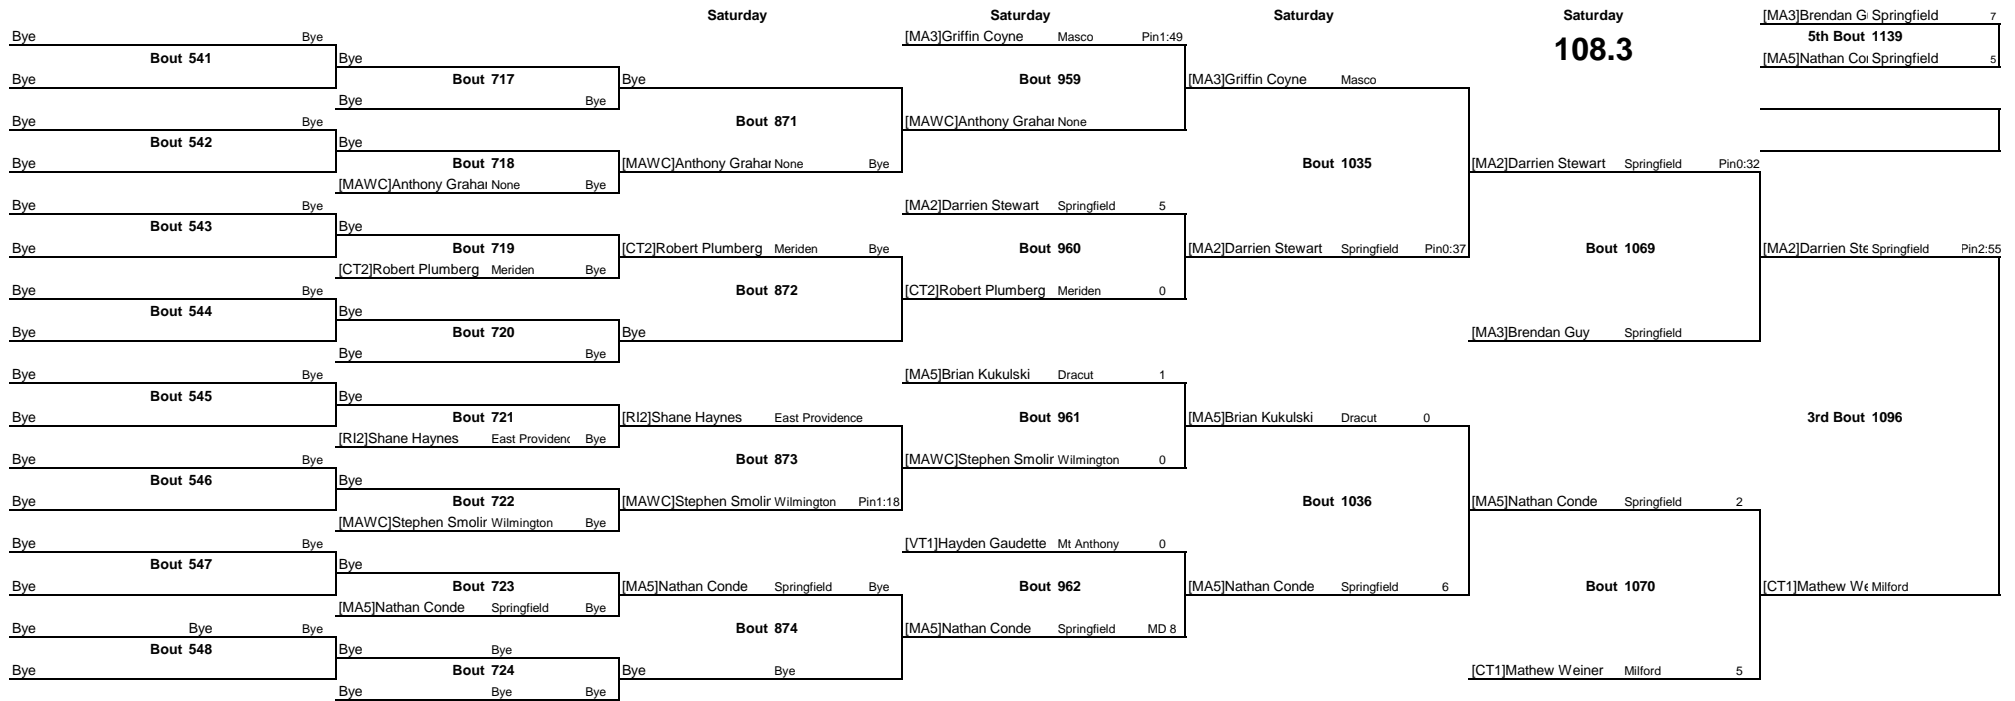 Saturday Saturday Saturday Saturday [MA3]Brendan G Springfield 7
Bye Bye [MA3]Griffin Coyne Masco Pin1:49 108.3 5th Bout 1139
Bout 541 Bye [MA5]Nathan Co Springfield 5
Bye Bout 717 Bye Bout 959 [MA3]Griffin Coyne Masco
Bye Bye
Bye Bye Bout 871 [MAWC]Anthony Graha None
Bout 542 Bye
Bye Bout 718 [MAWC]Anthony Graha None Bye Bout 1035 [MA2]Darrien Stewart Springfield Pin0:32
[MAWC]Anthony Graha None Bye
Bye Bye [MA2]Darrien Stewart Springfield 5
Bout 543 Bye
Bye Bout 719 [CT2]Robert Plumberg Meriden Bye Bout 960 [MA2]Darrien Stewart Springfield Pin0:37 Bout 1069 [MA2]Darrien Ste Springfield Pin2:55
[CT2]Robert Plumberg Meriden Bye
Bye Bye Bout 872 [CT2]Robert Plumberg Meriden 0
Bout 544 Bye
Bye Bout 720 Bye [MA3]Brendan Guy Springfield
Bye Bye
Bye Bye [MA5]Brian Kukulski Dracut 1
Bout 545 Bye
Bye Bout 721 [RI2]Shane Haynes East Providence Bout 961 [MA5]Brian Kukulski Dracut 0 3rd Bout 1096
[RI2]Shane Haynes East Providenc Bye
Bye Bye Bout 873 [MAWC]Stephen Smolir Wilmington 0
Bout 546 Bye
Bye Bout 722 [MAWC]Stephen Smolir Wilmington Pin1:18 Bout 1036 [MA5]Nathan Conde Springfield 2
[MAWC]Stephen Smolir Wilmington Bye
Bye Bye [VT1]Hayden Gaudette Mt Anthony 0
Bout 547 Bye
Bye Bout 723 [MA5]Nathan Conde Springfield Bye Bout 962 [MA5]Nathan Conde Springfield 6 Bout 1070 [CT1]Mathew We Milford
[MA5]Nathan Conde Springfield Bye
Bye Bye Bye Bout 874 [MA5]Nathan Conde Springfield MD 8
Bout 548 Bye Bye
Bye Bout 724 Bye Bye [CT1]Mathew Weiner Milford 5
Bye Bye Bye